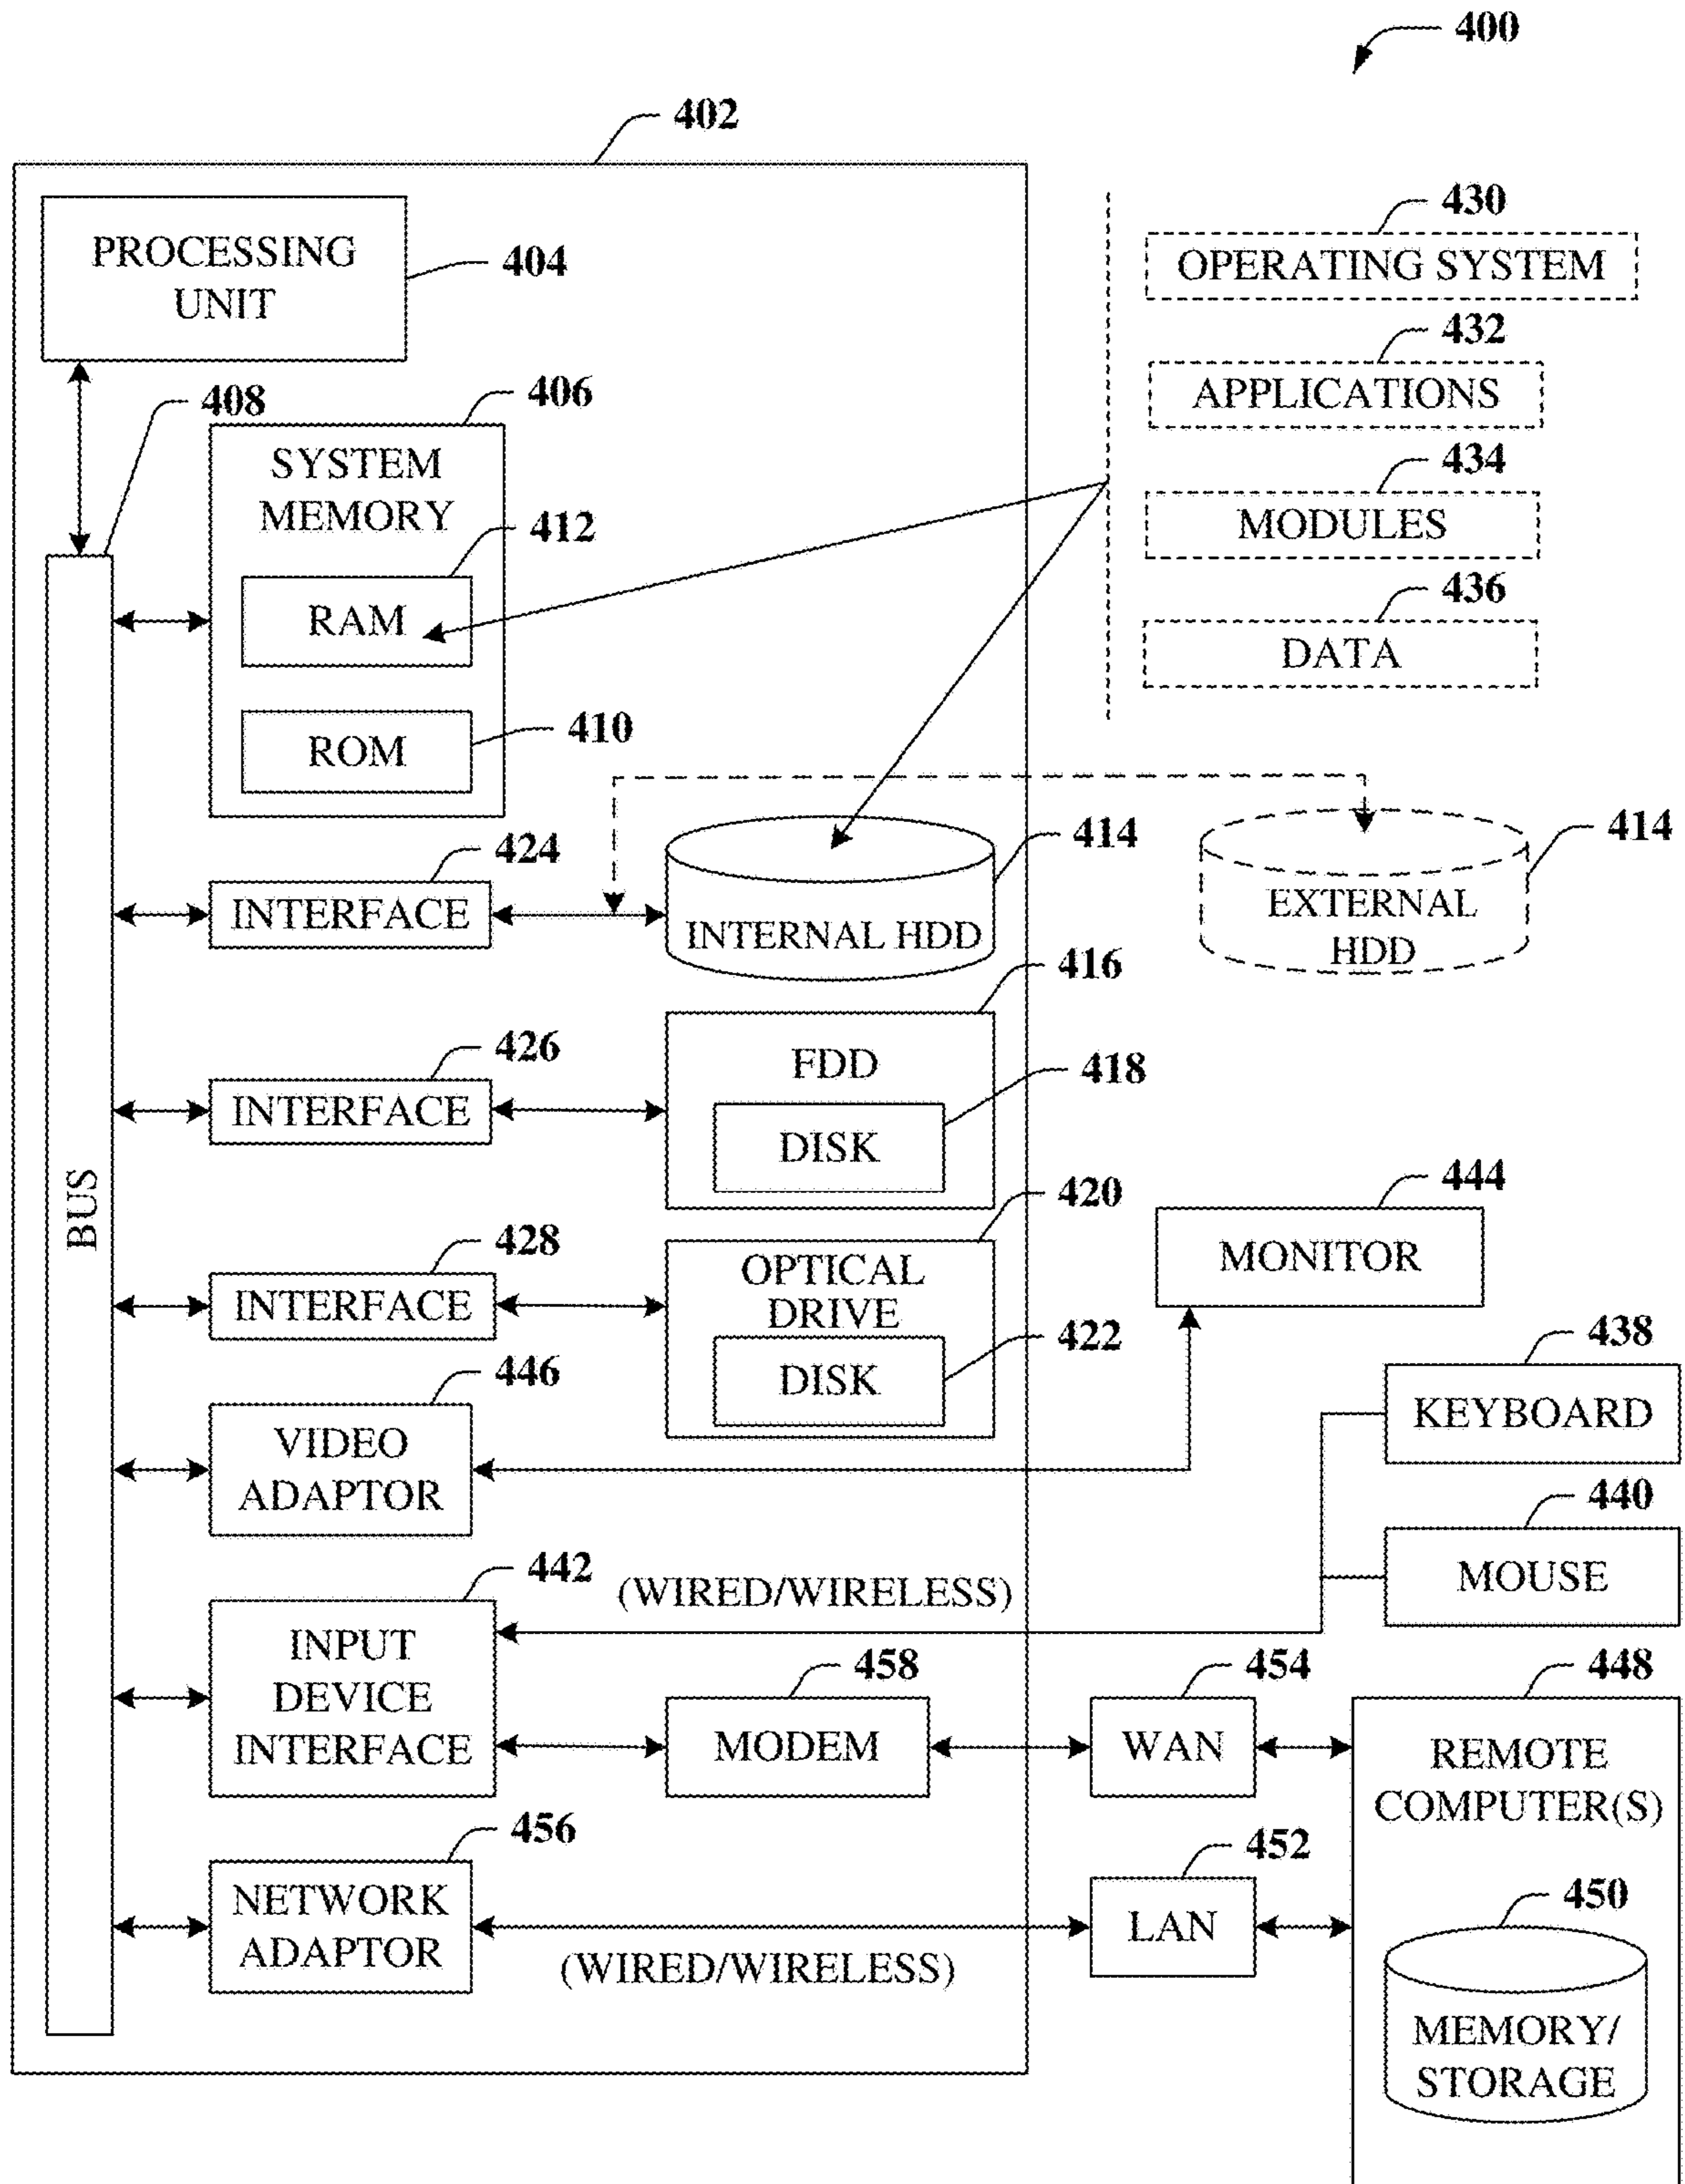 400
402
PROCESSING
UNIT
404
430
OPERATING SYSTEM
432
APPLICATIONS
434
MODULES
436
DATA
408
406
SYSTEM
MEMORY
412
RAM
410
ROM
BUS
424
INTERFACE
414
INTERNAL HDD
414
EXTERNAL
HDD
426
INTERFACE
416
FDD
418
DISK
428
INTERFACE
420
OPTICAL
DRIVE
422
DISK
444
MONITOR
446
VIDEO
ADAPTOR
438
KEYBOARD
440
MOUSE
442
INPUT
DEVICE
INTERFACE
(WIRED/WIRELESS)
458
MODEM
454
WAN
448
REMOTE
COMPUTER(S)
456
NETWORK
ADAPTOR
(WIRED/WIRELESS)
452
LAN
450
MEMORY/
STORAGE